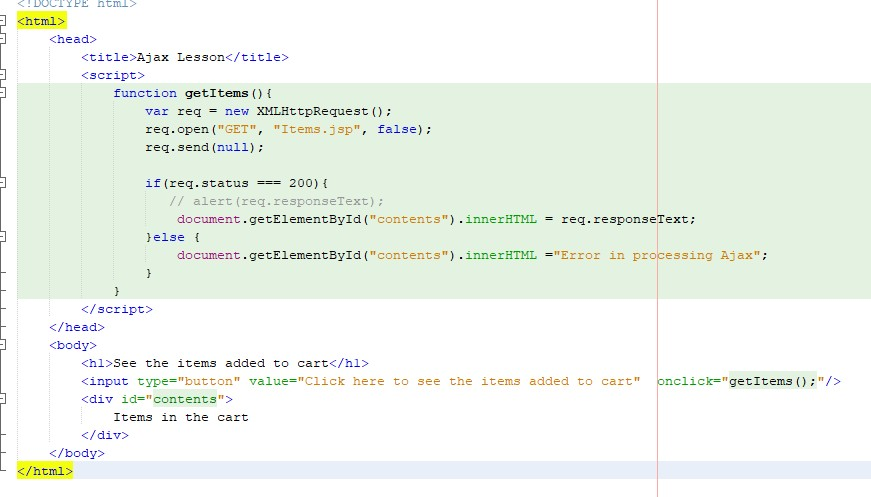 <!DOCTYPE html>
<html>
<head>
<title>Ajax Lesson</title>
<script>
function getItems(){
var req = new XMLHttpRequest();
req.open("GET", "Items.jsp", false);
req.send(null);
if(req.status === 200){
// alert(req.responseText);
document.getElementById("contents").innerHTML = req.responseText;
}else {
document.getElementById("contents").innerHTML ="Error in processing Ajax";
}
}
</script>
</head>
<body>
<h1>See the items added to cart</h1>
<input type="button" value="Click here to see the items added to cart"  onclick="getItems();"/>
<div id="contents">
Items in the cart
</div>
</body>
</html>